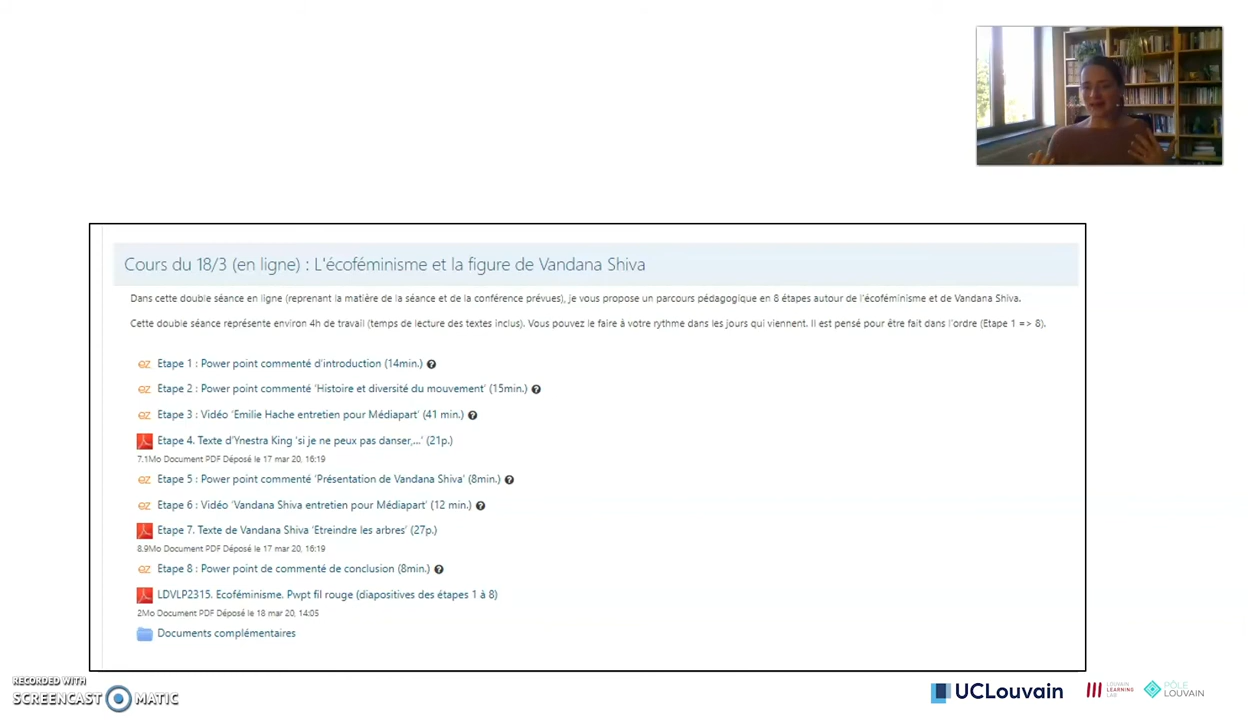 Cours du 18/3 (en ligne) : L'écoféminisme et la figure de Vandana Shiva
Dans cette double séance en ligne (reprenant la matière de la séance et de la conférence prévues), je vous propose un parcours pédagogique en 8 étapes autour de l'écoféminisme et de Vandana Shiva.
Cette double séance représente environ 4h de travail (temps de lecture des textes inclus). Vous pouvez le faire à votre rythme dans les jours qui viennent. Il est pensé pour être fait dans l'ordre (Etape 1 => 8).
ez Etape 1 : Power point commenté d'introduction (14min.) ?
ez Etape 2 : Power point commenté 'Histoire et diversité du mouvement' (15min.) ?
ez Etape 3 : Vidéo 'Emilie Hache entretien pour Médiapart' (41 min.) ?
Etape 4. Texte d'Ynestra King 'si je ne peux pas danser,...' (21p.)
7.1Mo Document PDF Déposé le 17 mar 20, 16:19
ez Etape 5 : Power point commenté 'Présentation de Vandana Shiva' (8min.) ?
ez Etape 6 : Vidéo 'Vandana Shiva entretien pour Médiapart' (12 min.) ?
Etape 7. Texte de Vandana Shiva 'Etreindre les arbres' (27p.)
8.9Mo Document PDF Déposé le 17 mar 20, 16:19
ez Etape 8 : Power point de commenté de conclusion (8min.) ?
LDVLP2315. Ecoféminisme. Pwpt fil rouge (diapositives des étapes 1 à 8)
2Mo Document PDF Déposé le 18 mar 20, 14:05
Documents complémentaires
RECORDED WITH
SCREENCAST MATIC
UCLouvain
LOUVAIN
LEARNING
LAB
PÔLE
LOUVAIN